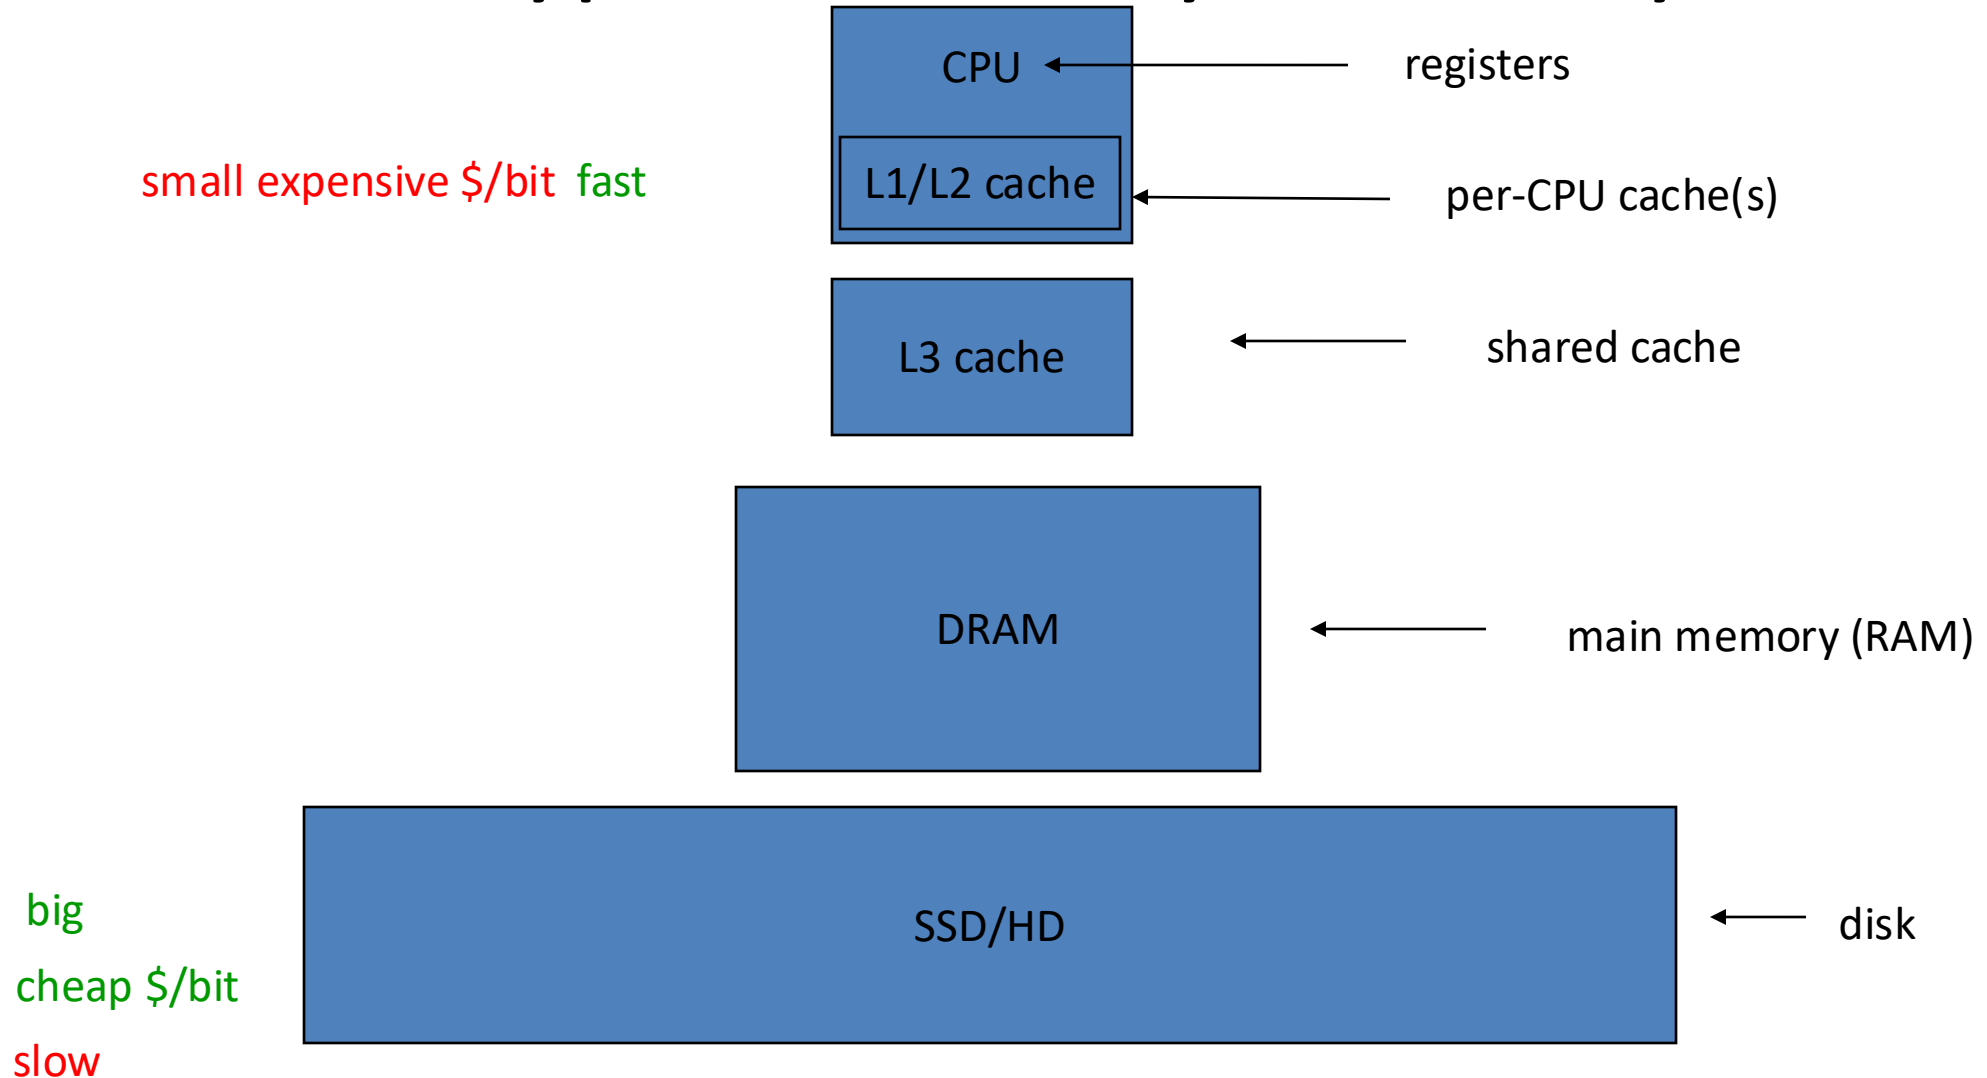 CPU
registers
small expensive $/bit fast
L1/L2 cache
per-CPU cache(s)
L3 cache
shared cache
DRAM
main memory (RAM)
big
SSD/HD
disk
cheap $/bit
slow